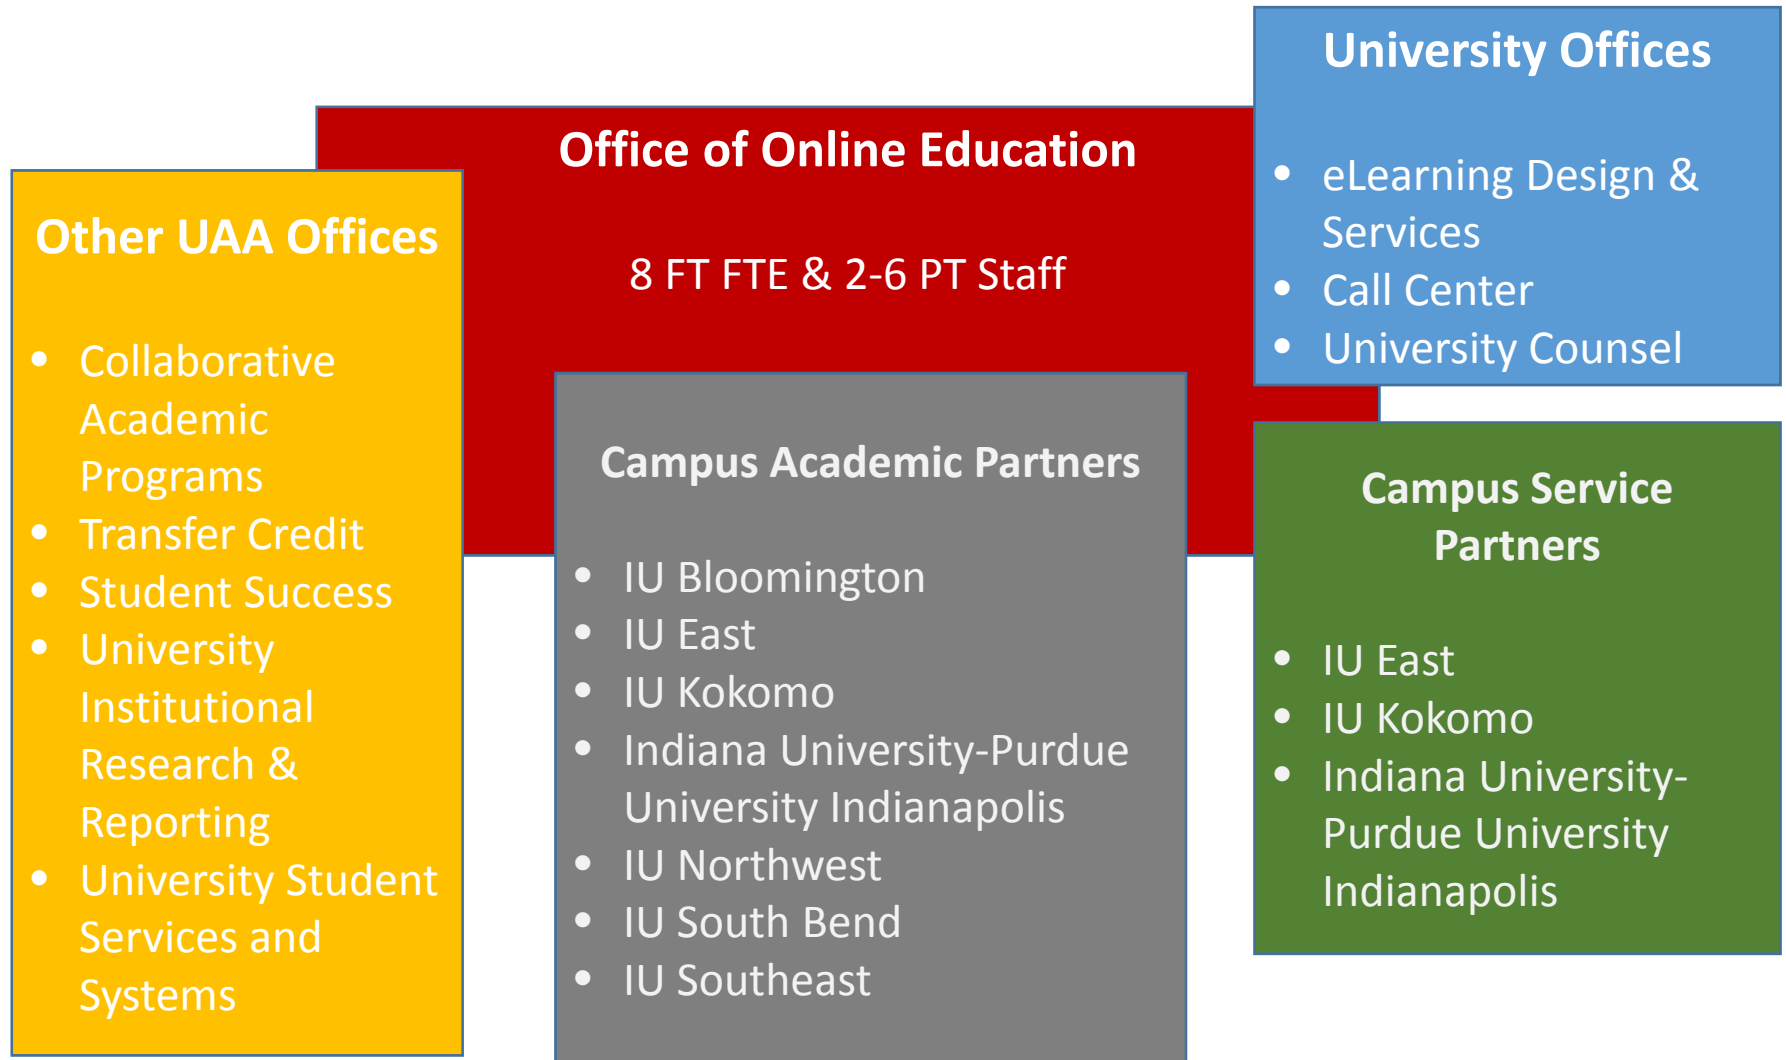 Office of Online Education
8 FT FTE & 2-6 PT Staff
Other UAA Offices
• Collaborative
Academic
Programs
• Transfer Credit
• Student Success
• University
Institutional
Research &
Reporting
• University Student
Services and
Systems
Campus Academic Partners
• IU Bloomington
• IU East
• IU Kokomo
• Indiana University-Purdue
University Indianapolis
• IU Northwest
• IU South Bend
• IU Southeast
University Offices
• eLearning Design &
Services
• Call Center
• University Counsel
Campus Service
Partners
• IU East
• IU Kokomo
• Indiana University-
Purdue University
Indianapolis